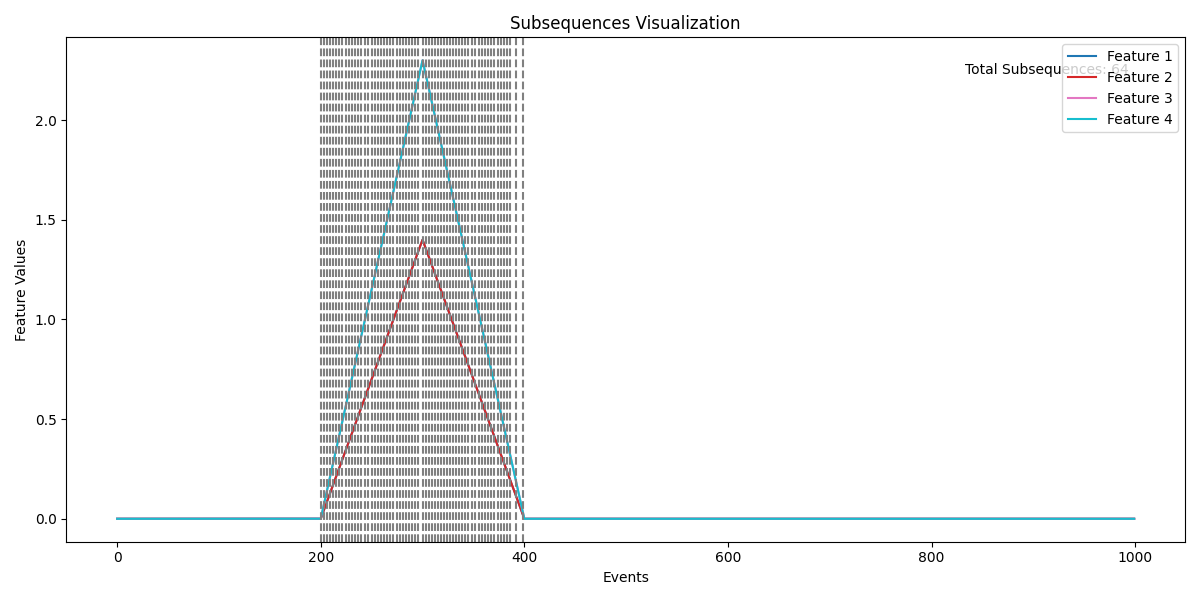 Subsequences Visualization
Total Subsequences: 64
Feature 1
Feature 2
Feature 3
Feature 4
Feature Values
2.0
1.5
1.0
0.5
0.0
0 200 400 600 800 1000
Events